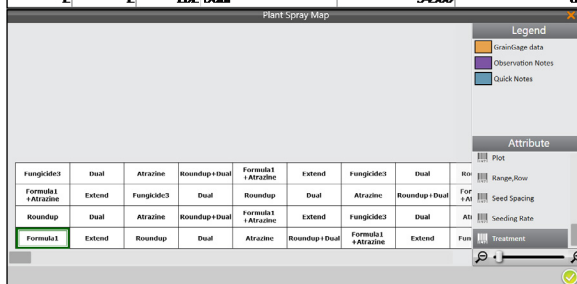 Plant Spray Map
Legend
GrainGage data
Observation Notes
Quick Notes
Attribute
Plot
Range,Row
Seed Spacing
Seeding Rate
Treatment
Fungicide3 Dual Atrazine Roundup+Dual Formula1 Extend Fungicide3 Dual
+Atrazine
Formula1 Extend Fungicide3 Dual Roundup Dual Atrazine Roundup+Dual
+Atrazine
Roundup Dual Atrazine Roundup+Dual Formula1 Extend Fungicide3 Dual
+Atrazine
Formula1 Extend Roundup Dual Atrazine Roundup+Dual Formula1 Extend
+Atrazine